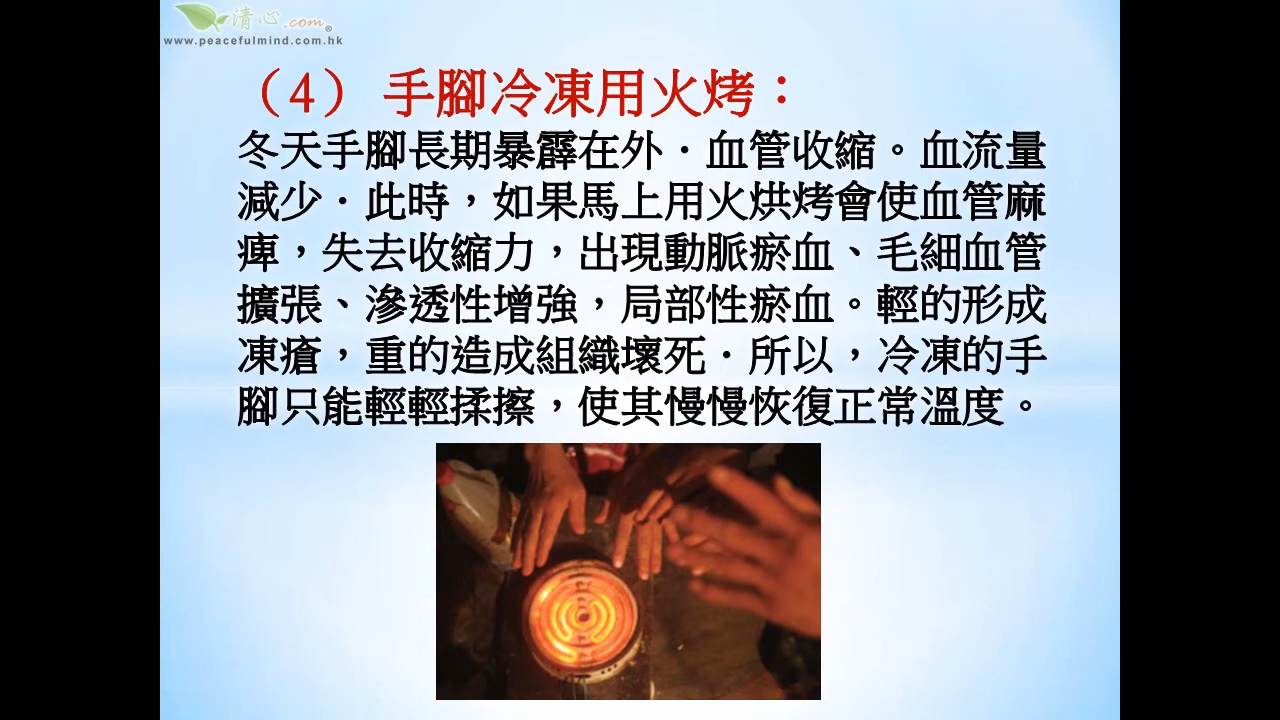 清心.com®
www.peacefulmind.com.hk
（4） 手腳冷凍用火烤：
冬天手腳長期暴霹在外．血管收縮。血流量
減少．此時，如果馬上用火烘烤會使血管麻
痺，失去收縮力，出現動脈瘀血、毛細血管
擴張、滲透性增強，局部性瘀血。輕的形成
凍瘡，重的造成組織壞死．所以，冷凍的手
腳只能輕輕揉擦，使其慢慢恢復正常溫度。